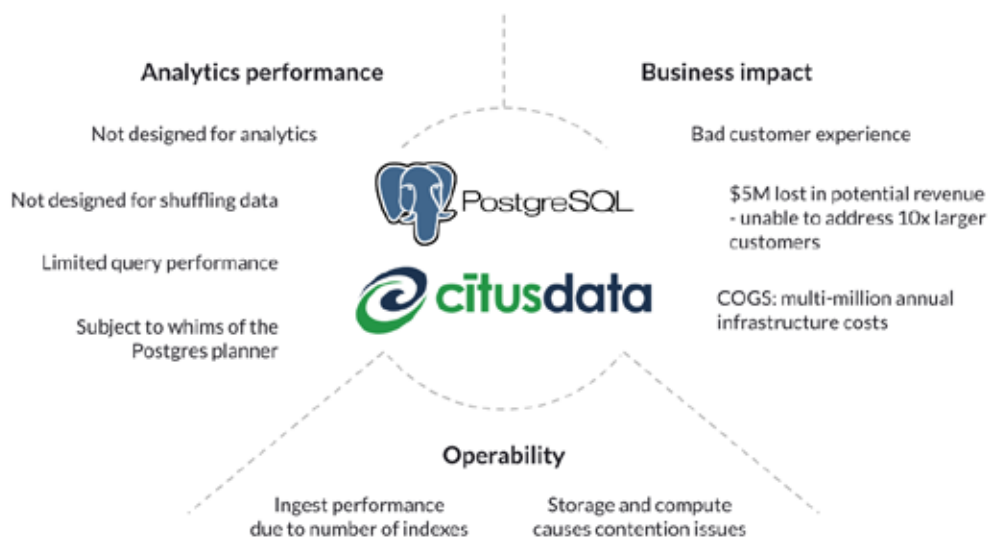 Analytics performance
Not designed for analytics
Not designed for shuffling data
Limited query performance
Subject to whims of the
Postgres planner
PostgreSQL
citusdata
Business impact
Bad customer experience
$5M lost in potential revenue
- unable to address 10x larger
customers
COGS: multi-million annual
infrastructure costs
Operability
Ingest performance
due to number of indexes
Storage and compute
causes contention issues